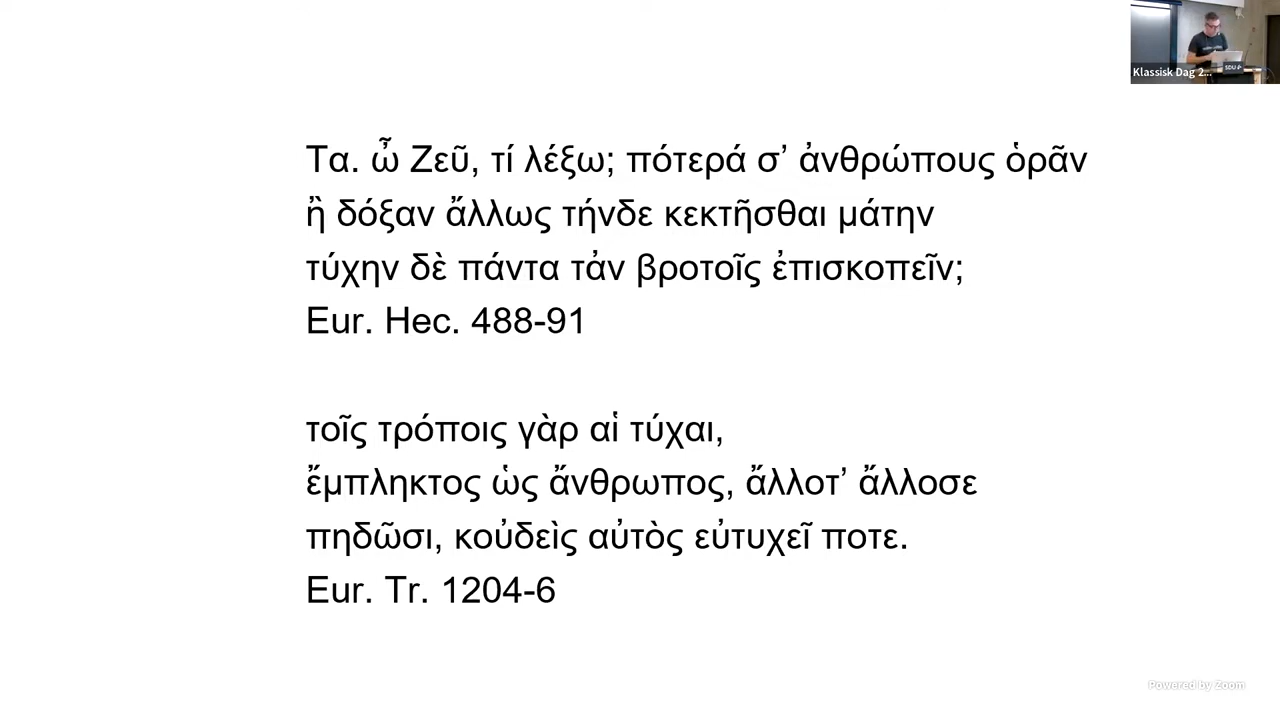 Klassisk Dag 2...
SDU
Τα. ὦ Ζεῦ, τί λέξω; πότερά σ’ ἀνθρώπους ὁρᾶν
ἢ δόξαν ἄλλως τήνδε κεκτῆσθαι μάτην
τύχην δὲ πάντα τἀν βροτοῖς ἐπισκοπεῖν;
Eur. Hec. 488-91
τοῖς τρόποις γὰρ αἱ τύχαι,
ἔμπληκτος ὡς ἄνθρωπος, ἄλλοτ’ ἄλλοσε
πηδῶσι, κοὐδεὶς αὐτὸς εὐτυχεῖ ποτε.
Eur. Tr. 1204-6
Powered by Zoom